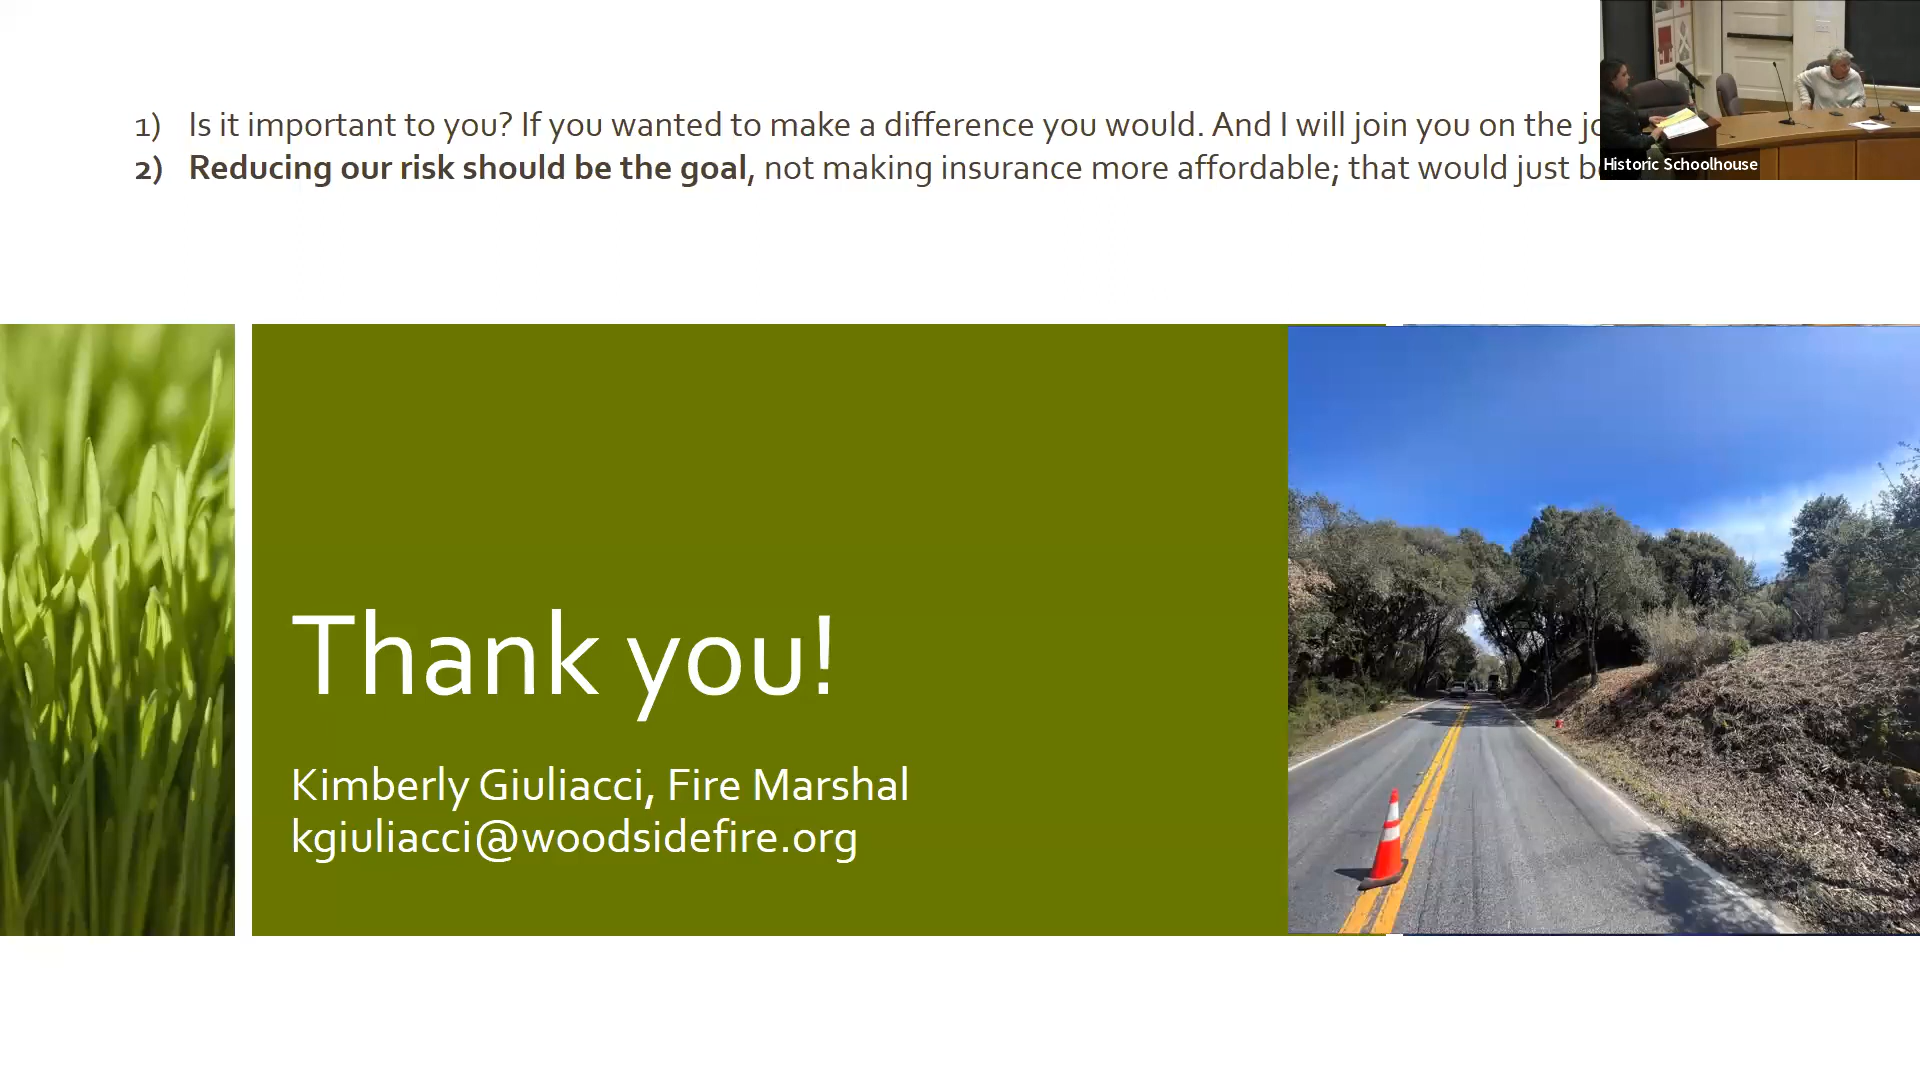 1) Is it important to you? If you wanted to make a difference you would. And I will join you on the
2) Reducing our risk should be the goal, not making insurance more affordable; that would just
Historic Schoolhouse
Thank you!
Kimberly Giuliacci, Fire Marshal
kgiuliacci@woodsidefire.org